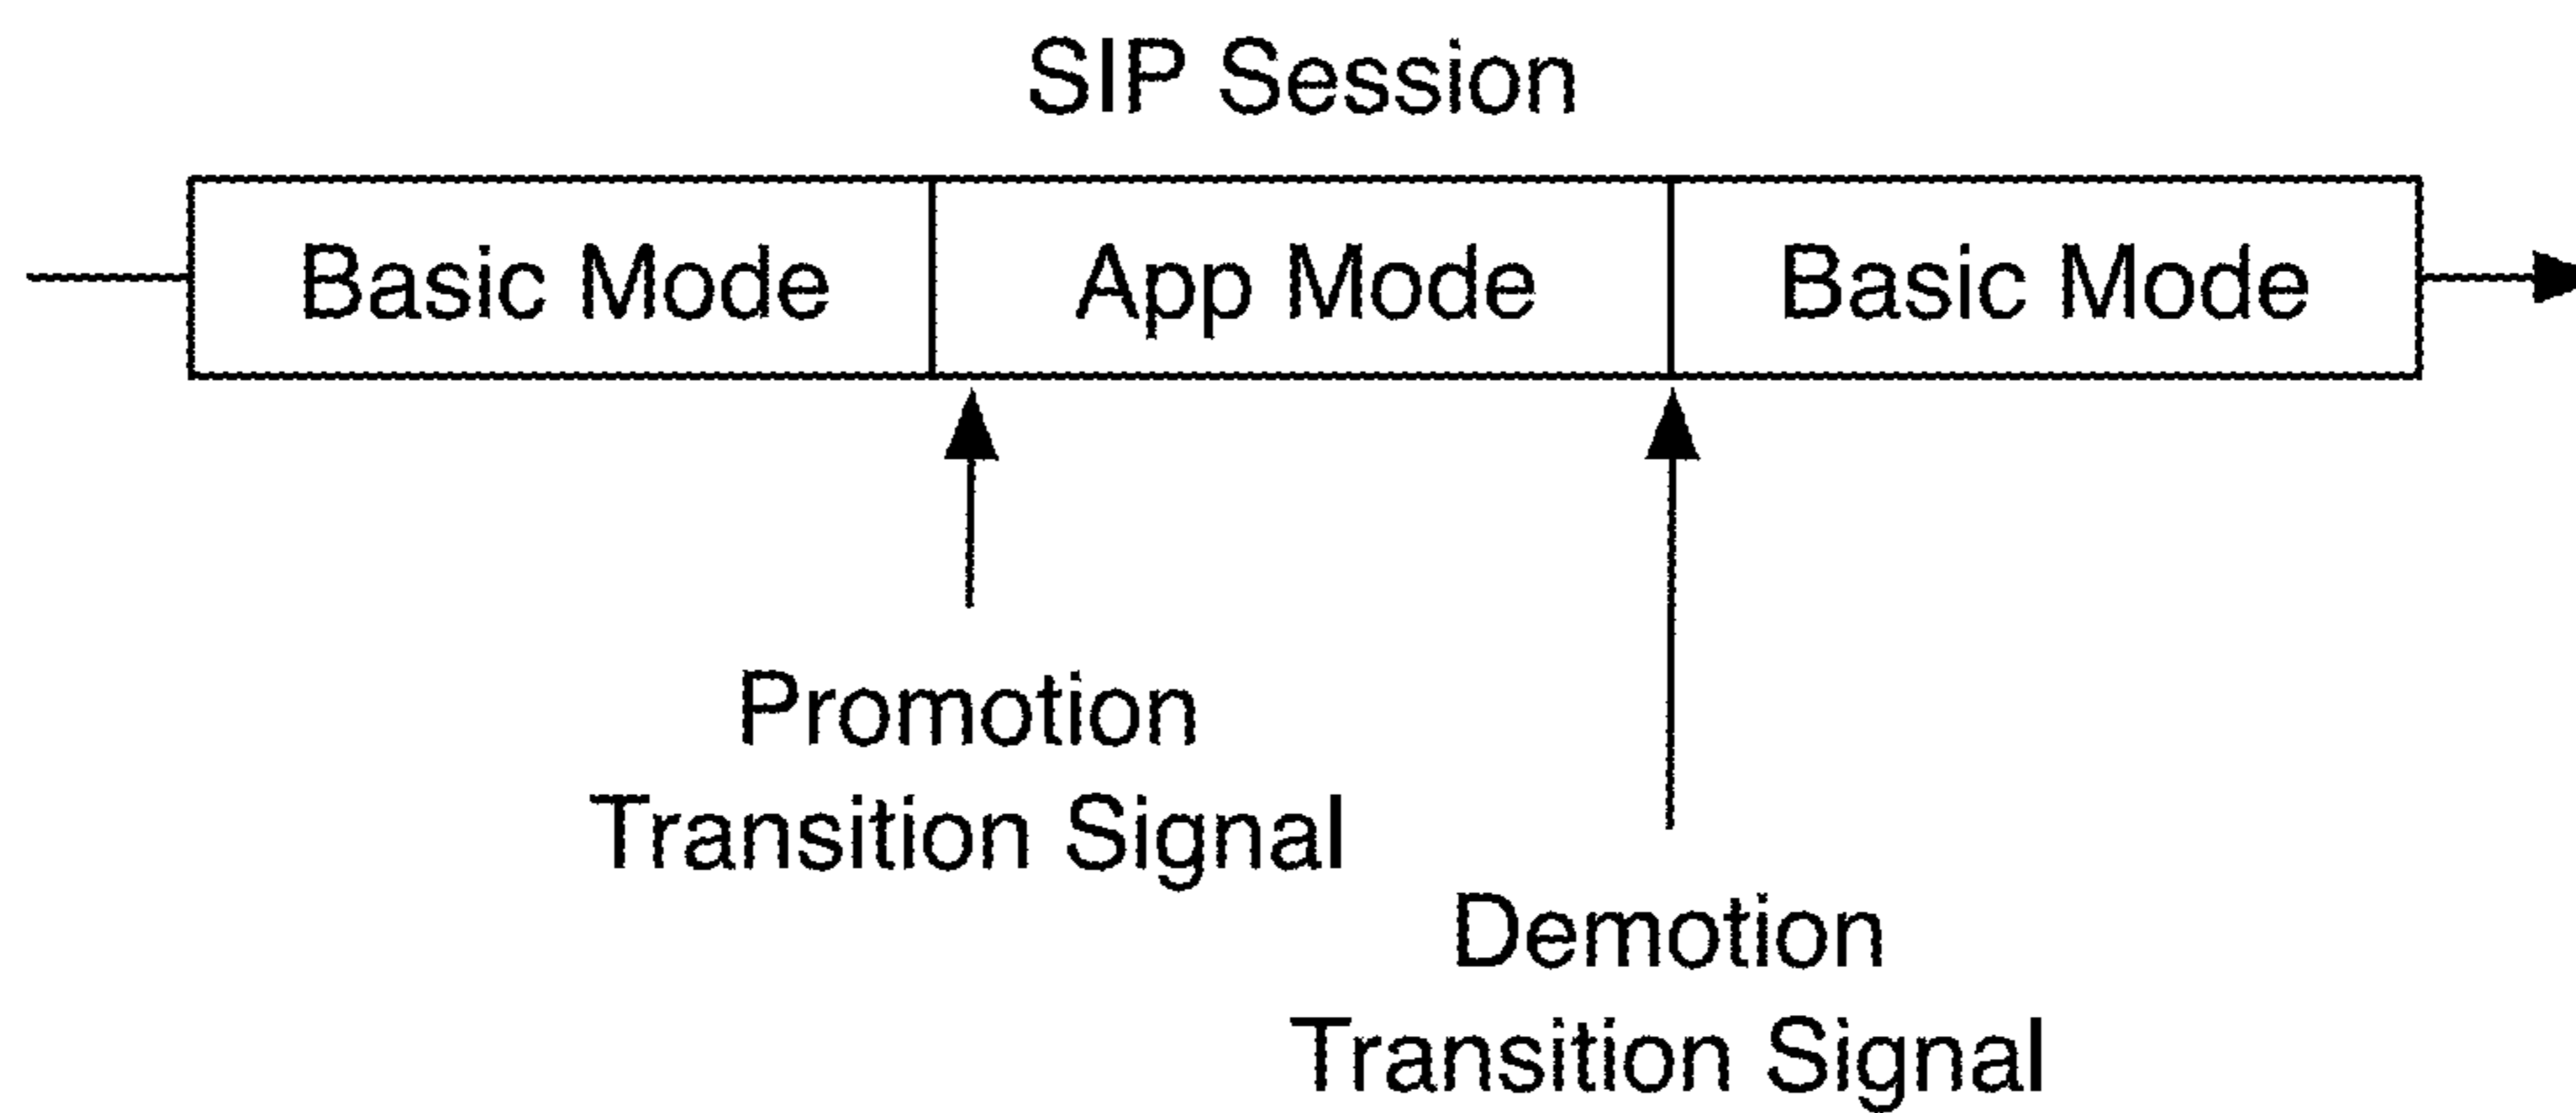 SIP Session
Basic Mode App Mode Basic Mode
Promotion
Transition Signal
Demotion
Transition Signal